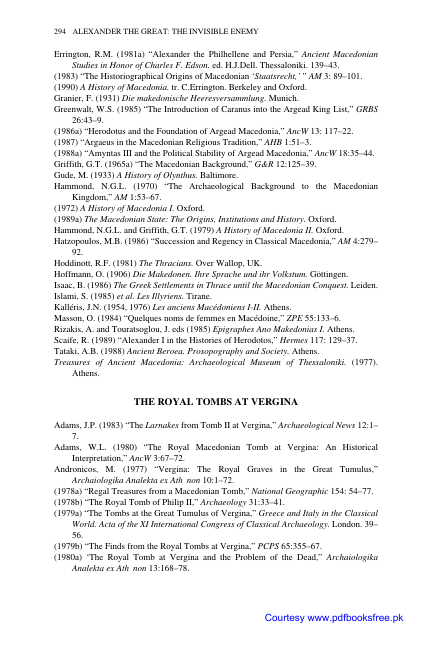 294 ALEXANDER THE GREAT: THE INVISIBLE ENEMY
Errington, R.M. (1981a) “Alexander the Philhellene and Persia,” Ancient Macedonian
Studies in Honor of Charles F. Edson. ed. H.J.Dell. Thessaloniki. 139–43.
(1983) “The Historiographical Origins of Macedonian ‘Staatsrecht,’ ” AM 3: 89–101.
(1990) A History of Macedonia. tr. C.Errington. Berkeley and Oxford.
Granier, F. (1931) Die makedonische Heeresversammlung. Munich.
Greenwalt, W.S. (1985) “The Introduction of Caranus into the Argead King List,” GRBS
26:43–9.
(1986a) “Herodotus and the Foundation of Argead Macedonia,” AncW 13: 117–22.
(1987) “Argaeus in the Macedonian Religious Tradition,” AHB 1:51–3.
(1988a) “Amyntas III and the Political Stability of Argead Macedonia,” AncW 18:35–44.
Griffith, G.T. (1965a) “The Macedonian Background,” G&R 12:125–39.
Gude, M. (1933) A History of Olynthus. Baltimore.
Hammond, N.G.L. (1970) “The Archaeological Background to the Macedonian
Kingdom,” AM 1:53–67.
(1972) A History of Macedonia I. Oxford.
(1989a) The Macedonian State: The Origins, Institutions and History. Oxford.
Hammond, N.G.L. and Griffith, G.T. (1979) A History of Macedonia II. Oxford.
Hatzopoulos, M.B. (1986) “Succession and Regency in Classical Macedonia,” AM 4:279–
92.
Hoddinott, R.F. (1981) The Thracians. Over Wallop, UK.
Hoffmann, O. (1906) Die Makedonen. Ihre Sprache und ihr Volkstum. Göttingen.
Isaac, B. (1986) The Greek Settlements in Thrace until the Macedonian Conquest. Leiden.
Islami, S. (1985) et al. Les Illyriens. Tirane.
Kalléris, J.N. (1954, 1976) Les anciens Macédoniens I-II. Athens.
Masson, O. (1984) “Quelques noms de femmes en Macédoine,” ZPE 55:133–6.
Rizakis, A. and Touratsoglou, J. eds (1985) Epigraphes Ano Makedonias I. Athens.
Scaife, R. (1989) “Alexander I in the Histories of Herodotos,” Hermes 117: 129–37.
Tataki, A.B. (1988) Ancient Beroea. Prosopography and Society. Athens.
Treasures of Ancient Macedonia: Archaeological Museum of Thessaloniki. (1977).
Athens.
THE ROYAL TOMBS AT VERGINA
Adams, J.P. (1983) “The Larnakes from Tomb II at Vergina,” Archaeological News 12:1–
7.
Adams, W.L. (1980) “The Royal Macedonian Tomb at Vergina: An Historical
Interpretation,” AncW 3:67–72.
Andronicos, M. (1977) “Vergina: The Royal Graves in the Great Tumulus,”
Archaiologika Analekta ex Ath non 10:1–72.
(1978a) “Regal Treasures from a Macedonian Tomb,” National Geographic 154: 54–77.
(1978b) “The Royal Tomb of Philip II,” Archaeology 31:33–41.
(1979a) “The Tombs at the Great Tumulus of Vergina,” Greece and Italy in the Classical
World. Acta of the XI International Congress of Classical Archaeology. London. 39–
56.
(1979b) “The Finds from the Royal Tombs at Vergina,” PCPS 65:355–67.
(1980a) ‘The Royal Tomb at Vergina and the Problem of the Dead,” Archaiologika
Analekta ex Ath non 13:168–78.
Courtesy www.pdfbooksfree.pk